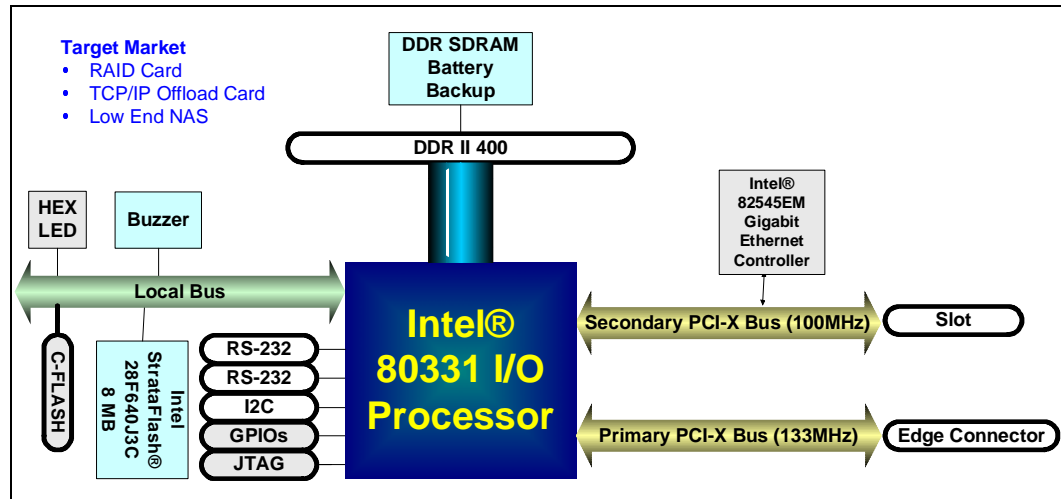 Target Market
• RAID Card
• TCP/IP Offload Card
• Low End NAS
DDR SDRAM
Battery
Backup
DDR II 400
HEX
LED
Buzzer
Intel®
82545EM
Gigabit
Ethernet
Controller
Local Bus
Intel®
80331 I/O
Processor
Secondary PCI-X Bus (100MHz)
Slot
C-FLASH
Intel
StrataFlash®
28F640J3C
8 MB
RS-232
RS-232
I2C
GPIOs
JTAG
Primary PCI-X Bus (133MHz)
Edge Connector